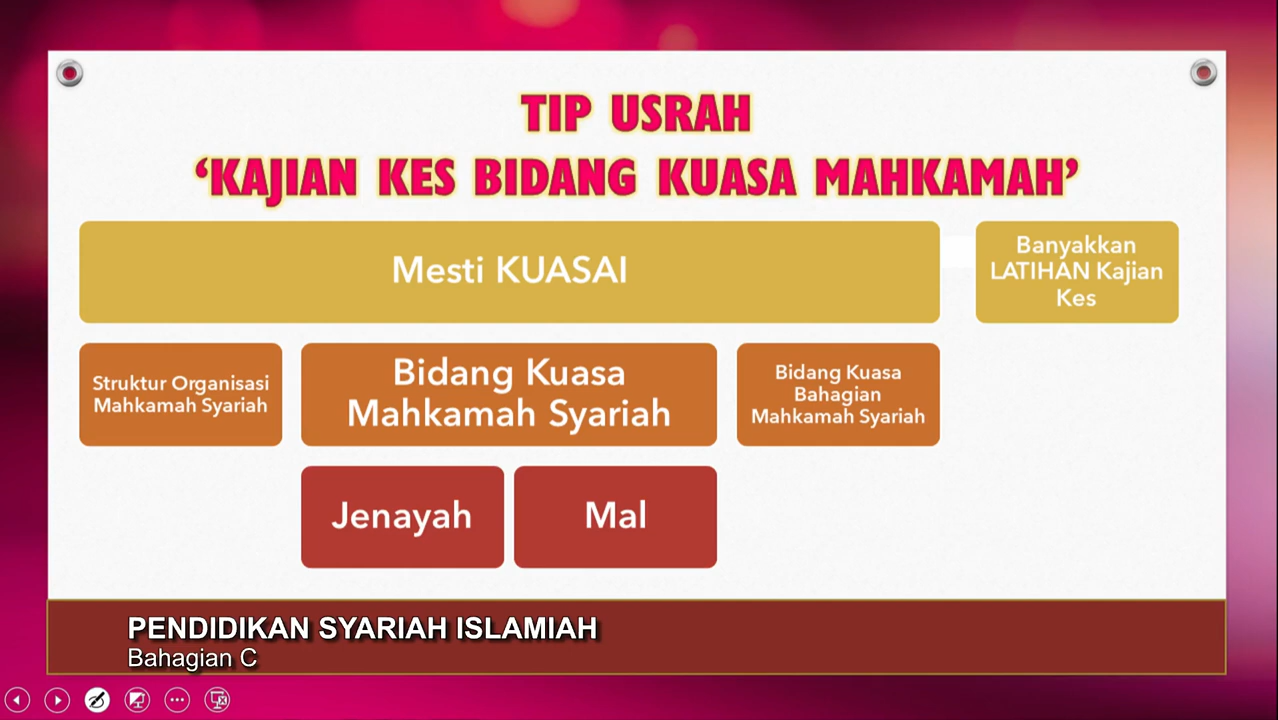 TIP USRAH
‘KAJIAN KES BIDANG KUASA MAHKAMAH’
Mesti KUASAI
Banyakkan
LATIHAN Kajian
Kes
Struktur Organisasi
Mahkamah Syariah
Bidang Kuasa
Mahkamah Syariah
Bidang Kuasa
Bahagian
Mahkamah Syariah
Jenayah
Mal
PENDIDIKAN SYARIAH ISLAMIAH
Bahagian C